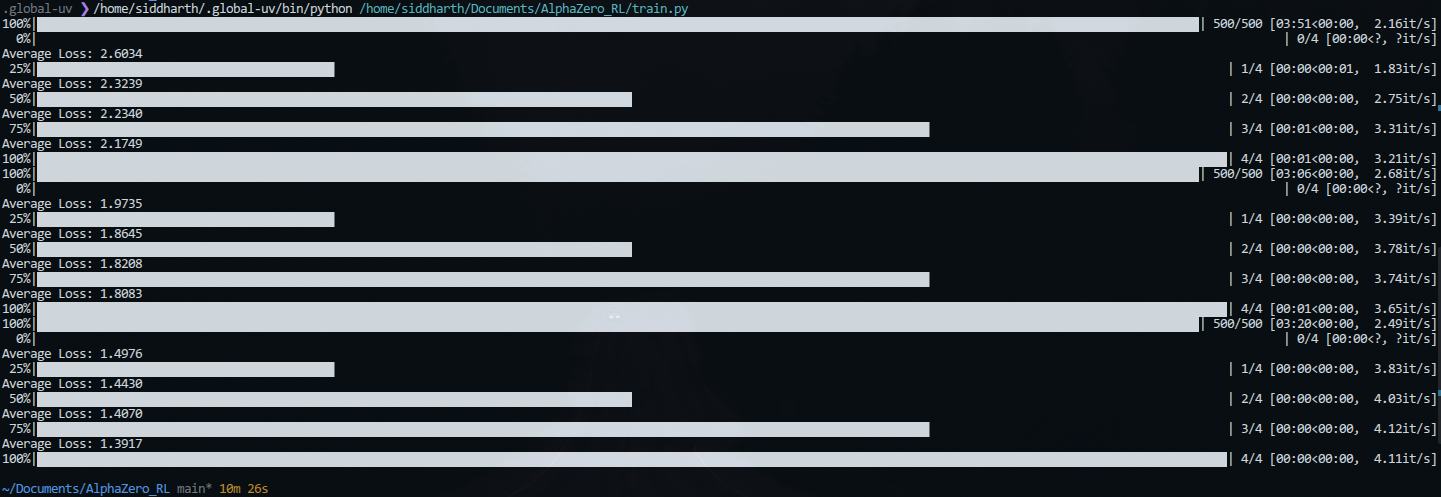 .global-uv ❯ /home/siddharth/.global-uv/bin/python /home/siddharth/Documents/AlphaZero_RL/train.py
100%| | 500/500 [03:51<00:00, 2.16it/s]
0%| | 0/4 [00:00<?, ?it/s]
Average Loss: 2.6034
25%| | 1/4 [00:00<00:01, 1.83it/s]
Average Loss: 2.3239
50%| | 2/4 [00:00<00:00, 2.75it/s]
Average Loss: 2.2340
75%| | 3/4 [00:01<00:00, 3.31it/s]
Average Loss: 2.1749
100%| | 4/4 [00:01<00:00, 3.21it/s]
100%| | 500/500 [03:06<00:00, 2.68it/s]
0%| | 0/4 [00:00<?, ?it/s]
Average Loss: 1.9735
25%| | 1/4 [00:00<00:00, 3.39it/s]
Average Loss: 1.8645
50%| | 2/4 [00:00<00:00, 3.78it/s]
Average Loss: 1.8208
75%| | 3/4 [00:00<00:00, 3.74it/s]
Average Loss: 1.8083
100%| | 4/4 [00:01<00:00, 3.65it/s]
100%| | 500/500 [03:20<00:00, 2.49it/s]
0%| | 0/4 [00:00<?, ?it/s]
Average Loss: 1.4976
25%| | 1/4 [00:00<00:00, 3.83it/s]
Average Loss: 1.4430
50%| | 2/4 [00:00<00:00, 4.03it/s]
Average Loss: 1.4070
75%| | 3/4 [00:00<00:00, 4.12it/s]
Average Loss: 1.3917
100%| | 4/4 [00:00<00:00, 4.11it/s]
~/Documents/AlphaZero_RL main* 10m 26s